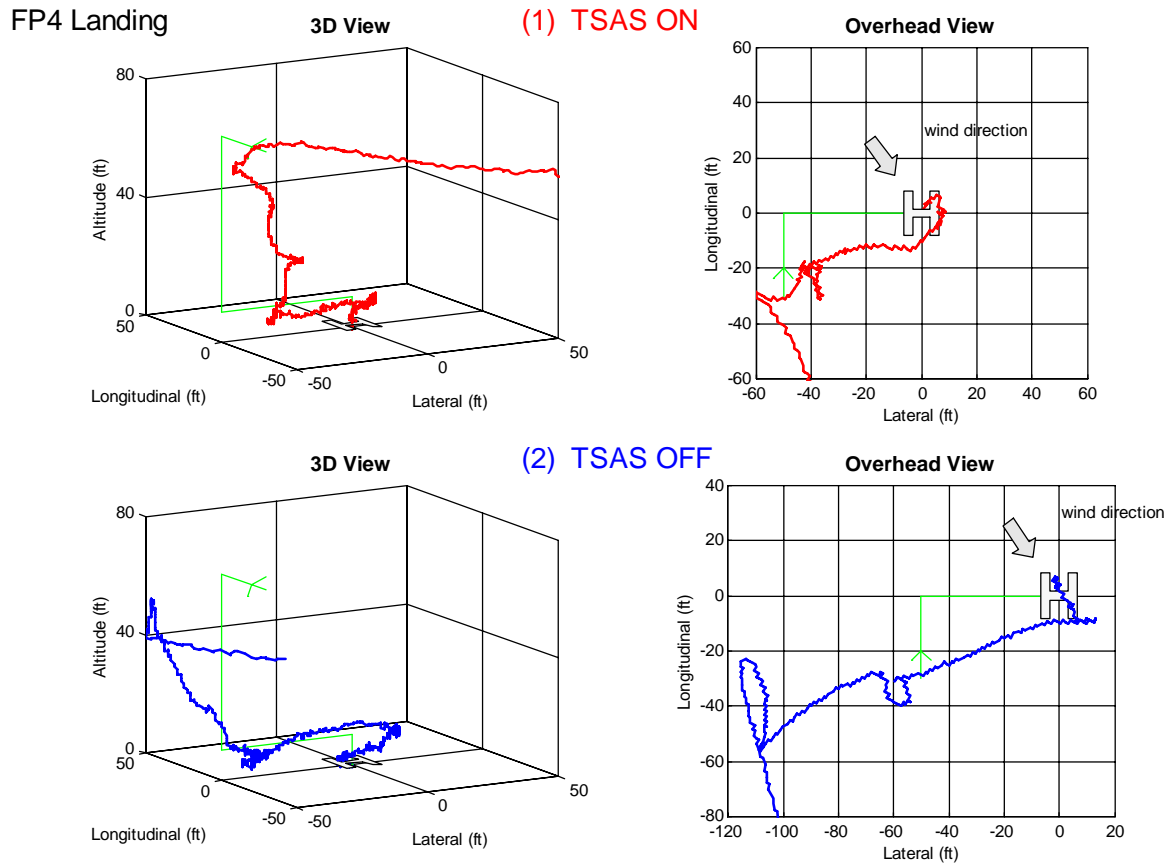 FP4 Landing
(1) TSAS ON
3D View
80
40
0
Altitude (ft)
50
0
-50
Longitudinal (ft)
-50
0
50
Lateral (ft)
Overhead View
60
40
20
0
-20
-40
-60
Longitudinal (ft)
wind direction
H
-60 -40 -20 0 20 40 60
Lateral (ft)
(2) TSAS OFF
3D View
80
40
0
Altitude (ft)
50
0
-50
Longitudinal (ft)
-50
0
50
Lateral (ft)
Overhead View
40
20
0
-20
-40
-60
-80
Longitudinal (ft)
wind direction
H
-120 -100 -80 -60 -40 -20 0 20
Lateral (ft)